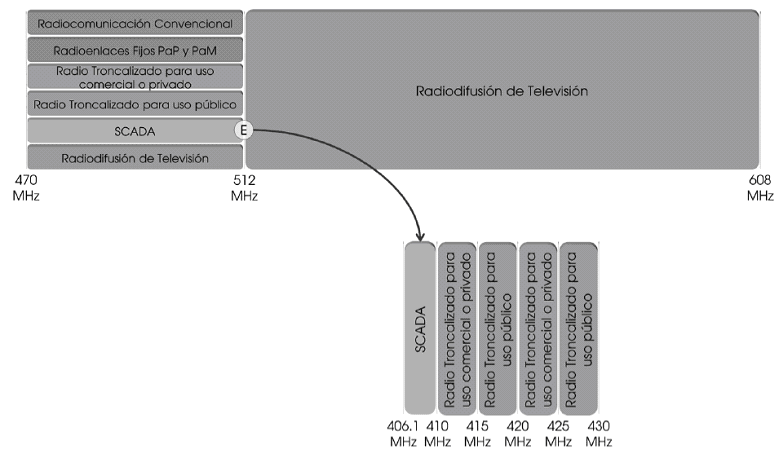 Radiocomunicación Convencional
Radioenlaces Fijos PaP y PaM
Radio Troncalizado para uso
comercial o privado
Radio Troncalizado para uso público
SCADA
E
Radiodifusión de Televisión
Radiodifusión de Televisión
470
MHz
512
MHz
608
MHz
SCADA
Radio Troncalizado para
uso comercial o privado
Radio Troncalizado para
uso público
Radio Troncalizado para
uso comercial o privado
Radio Troncalizado para
uso público
406.1
MHz
410
MHz
415
MHz
420
MHz
425
MHz
430
MHz